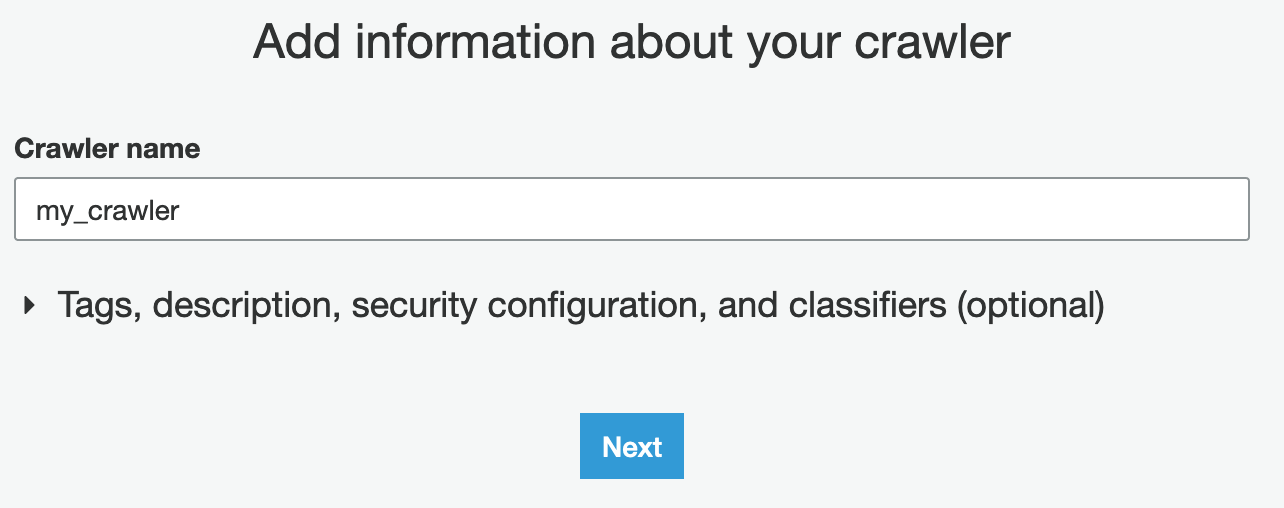 Add information about your crawler
Crawler name
my_crawler
Tags, description, security configuration, and classifiers (optional)
Next